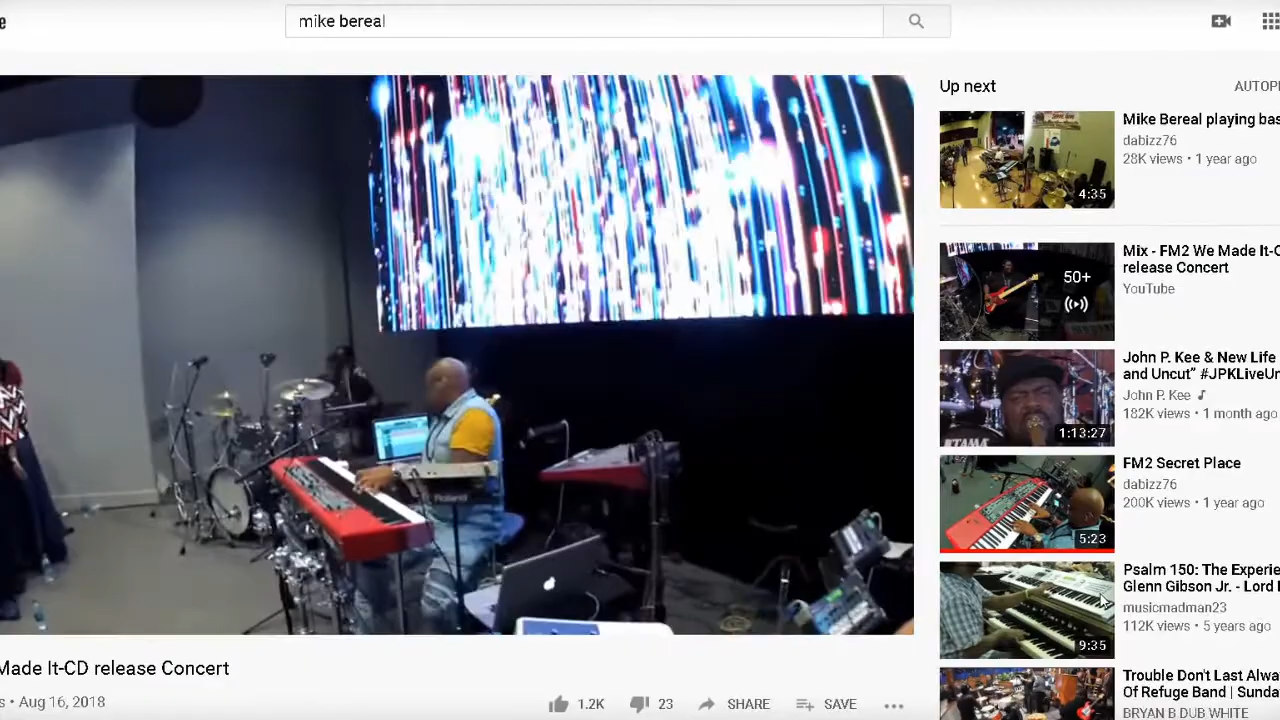 e
mike bereal
Up next
AUTOPL
Mike Bereal playing bas
dabizz76
28K views • 1 year ago
4:35
Mix - FM2 We Made It-C
release Concert
YouTube
50+
John P. Kee & New Life
and Uncut” #JPKLiveUn
John P. Kee
182K views • 1 month ago
1:13:27
TAMA
FM2 Secret Place
dabizz76
200K views • 1 year ago
5:23
Psalm 150: The Experie
Glenn Gibson Jr. - Lord I
musicmadman23
112K views • 5 years ago
9:35
Trouble Don't Last Alwa
Of Refuge Band | Sunda
BRYAN B DUB WHITE
Roland
Made It-CD release Concert
s • Aug 16, 2018
1.2K
23
SHARE
SAVE